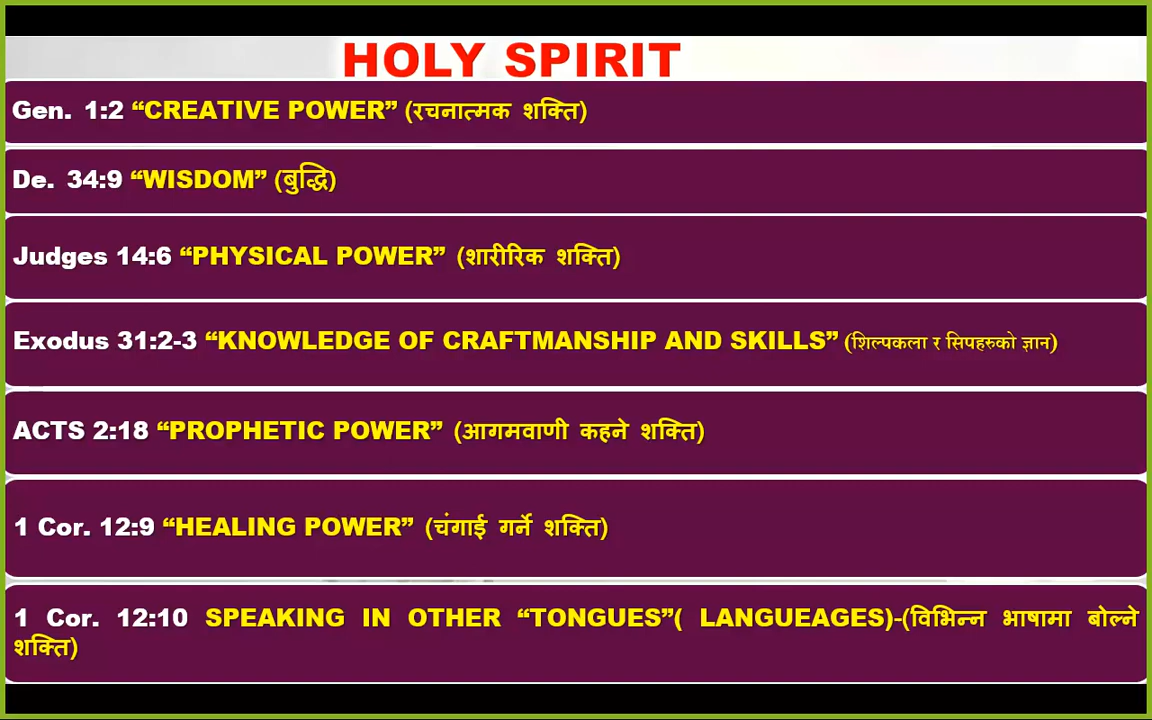 HOLY SPIRIT
Gen. 1:2 “CREATIVE POWER” (रचनात्मक शक्ति)
De. 34:9 “WISDOM” (बुद्धि)
Judges 14:6 “PHYSICAL POWER” (शारीरिक शक्ति)
Exodus 31:2-3 “KNOWLEDGE OF CRAFTMANSHIP AND SKILLS” (शिल्पकला र सिपहरुको ज्ञान)
ACTS 2:18 “PROPHETIC POWER” (आगमवाणी कहने शक्ति)
1 Cor. 12:9 “HEALING POWER” (चंगाई गर्ने शक्ति)
1 Cor. 12:10 SPEAKING IN OTHER “TONGUES”( LANGUEAGES)-(विभिन्न भाषामा बोल्ने
शक्ति)